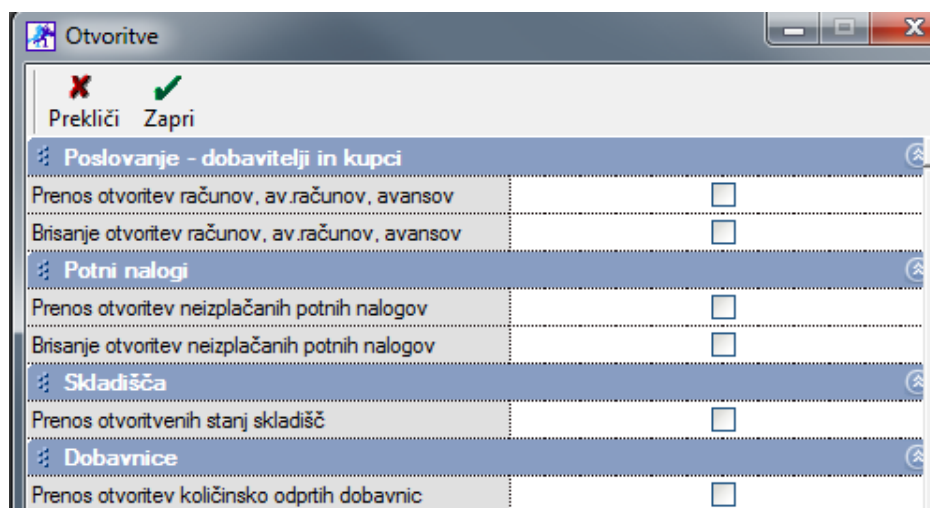 Otvoritve
Prekliči Zapri
Poslovanje - dobavitelji in kupci
Prenos otvoritev računov, av.računov, avansov
Brisanje otvoritev računov, av.računov, avansov
Potni nalogi
Prenos otvoritev neizplačanih potnih nalogov
Brisanje otvoritev neizplačanih potnih nalogov
Skladišča
Prenos otvoritvenih stanj skladišč
Dobavnice
Prenos otvoritev količinsko odprtih dobavnic